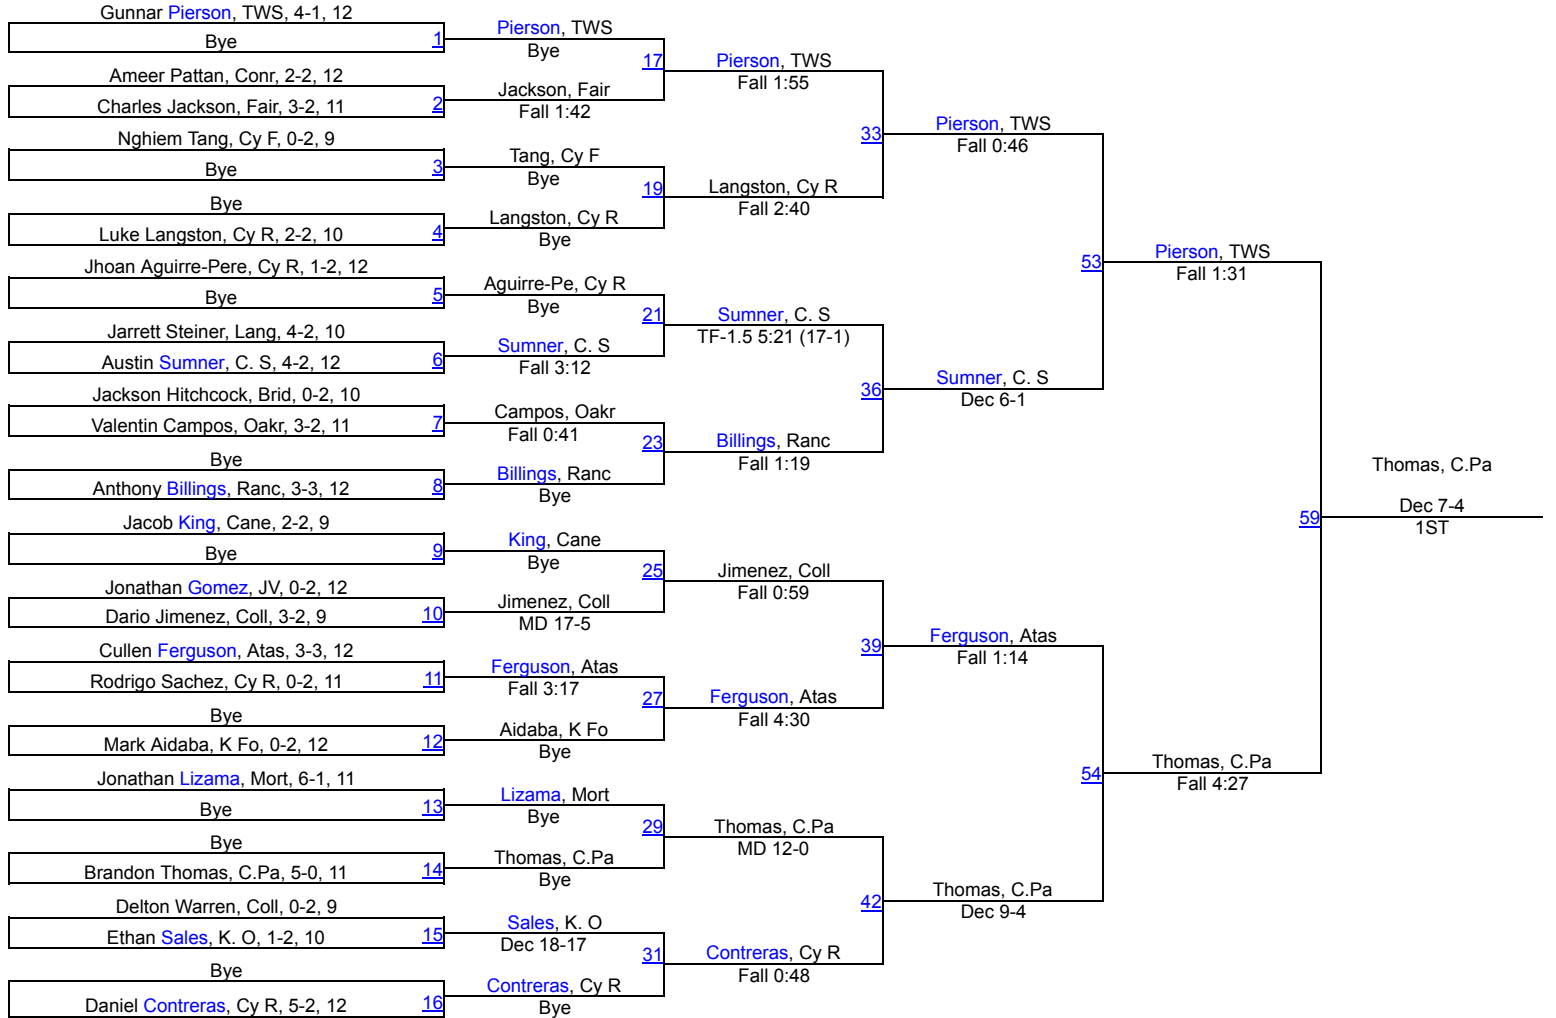 Gunnar Pierson, TWS, 4-1, 12
Bye
1
Ameer Pattan, Conr, 2-2, 12
Charles Jackson, Fair, 3-2, 11
2
Nghiem Tang, Cy F, 0-2, 9
Bye
3
Bye
Luke Langston, Cy R, 2-2, 10
4
Jhoan Aguirre-Pere, Cy R, 1-2, 12
Bye
5
Jarrett Steiner, Lang, 4-2, 10
Austin Sumner, C. S, 4-2, 12
6
Jackson Hitchcock, Brid, 0-2, 10
Valentin Campos, Oakr, 3-2, 11
7
Bye
Anthony Billings, Ranc, 3-3, 12
8
Jacob King, Cane, 2-2, 9
Bye
9
Jonathan Gomez, JV, 0-2, 12
Dario Jimenez, Coll, 3-2, 9
10
Cullen Ferguson, Atas, 3-3, 12
Rodrigo Sachez, Cy R, 0-2, 11
11
Bye
Mark Aidaba, K Fo, 0-2, 12
12
Jonathan Lizama, Mort, 6-1, 11
Bye
13
Bye
Brandon Thomas, C.Pa, 5-0, 11
14
Delton Warren, Coll, 0-2, 9
Ethan Sales, K. O, 1-2, 10
15
Bye
Daniel Contreras, Cy R, 5-2, 12
16
Pierson, TWS
Bye
17
Jackson, Fair
Fall 1:42
Tang, Cy F
Bye
19
Langston, Cy R
Bye
Aguirre-Pe, Cy R
Bye
21
Sumner, C. S
Fall 3:12
Campos, Oakr
Fall 0:41
23
Billings, Ranc
Bye
King, Cane
Bye
25
Jimenez, Coll
MD 17-5
Ferguson, Atas
Fall 3:17
27
Aidaba, K Fo
Bye
Lizama, Mort
Bye
29
Thomas, C.Pa
Bye
Sales, K. O
Dec 18-17
31
Contreras, Cy R
Bye
Pierson, TWS
Fall 1:55
33
Langston, Cy R
Fall 2:40
Sumner, C. S
TF-1.5 5:21 (17-1)
36
Billings, Ranc
Fall 1:19
Jimenez, Coll
Fall 0:59
39
Ferguson, Atas
Fall 4:30
Thomas, C.Pa
MD 12-0
42
Contreras, Cy R
Fall 0:48
Pierson, TWS
Fall 0:46
53
Sumner, C. S
Dec 6-1
Ferguson, Atas
Fall 1:14
54
Thomas, C.Pa
Dec 9-4
Pierson, TWS
Fall 1:31
59
Thomas, C.Pa
Fall 4:27
Thomas, C.Pa
Dec 7-4
1ST